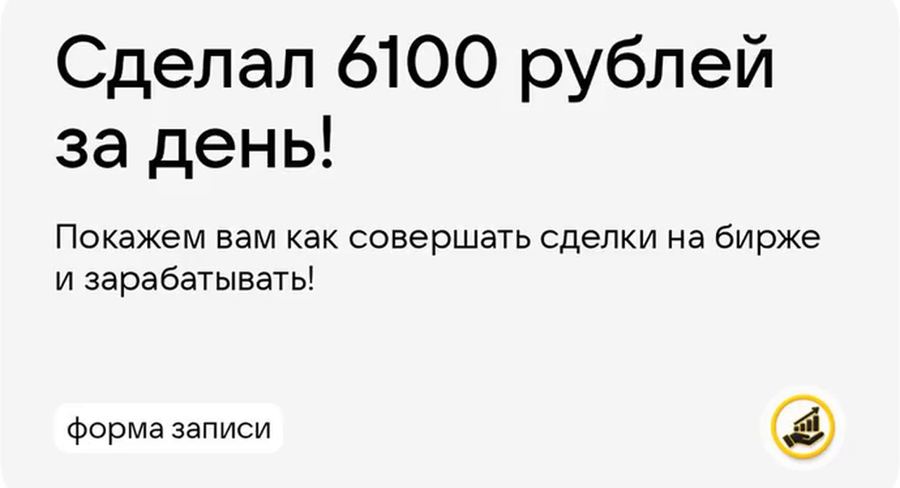 Сделал 6100 рублей
за день!
Покажем вам как совершать сделки на бирже
и зарабатывать!
форма записи